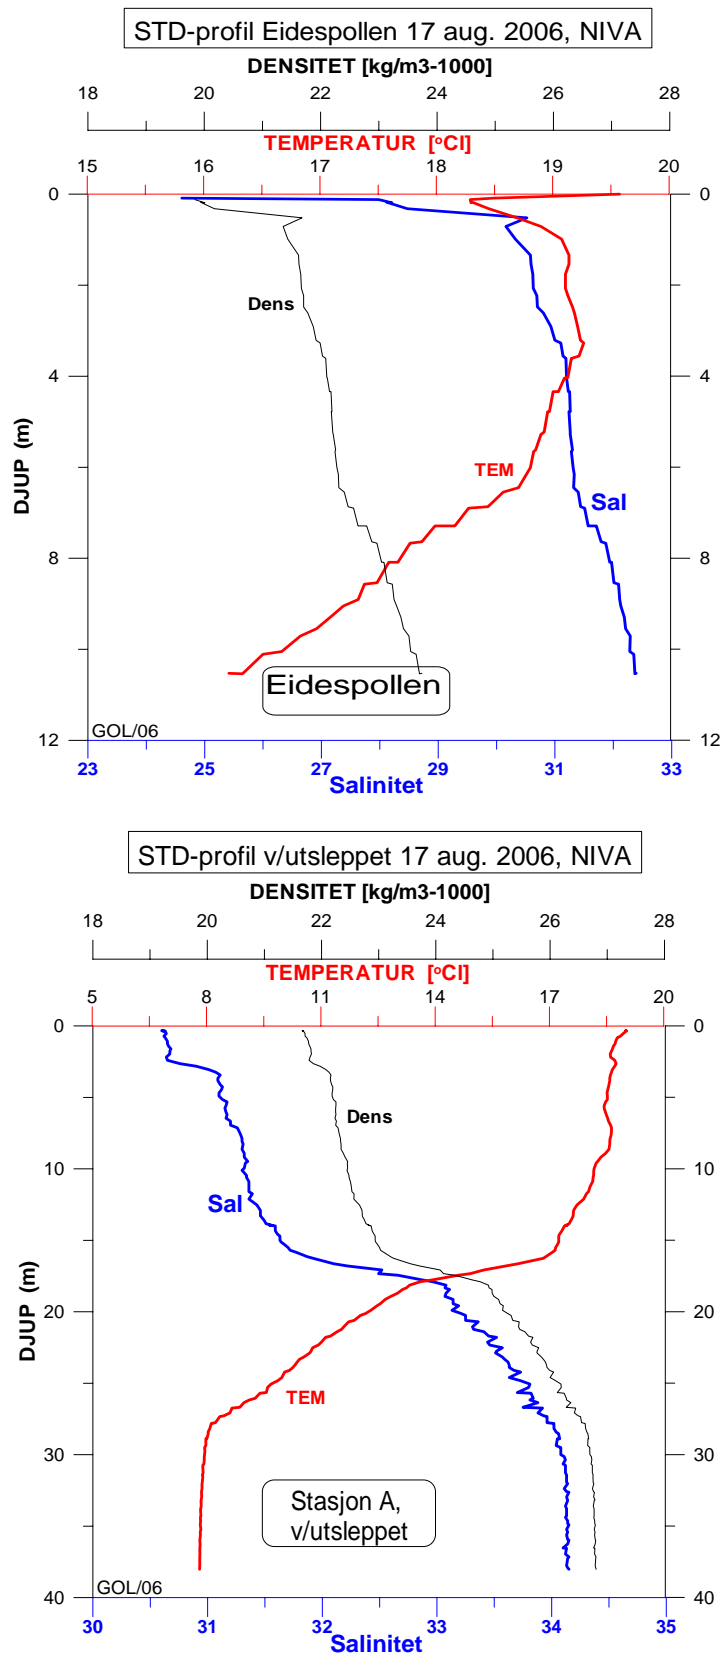 STD-profil Eidespollen 17 aug. 2006, NIVA
DENSITET [kg/m3-1000]
18 20 22 24 26 28
TEMPERATUR [ºCl]
15 16 17 18 19 20
0 0
Dens
4 4
DJUP (m)
TEM
Sal
8 8
Eidespollen
GOL/06
12 12
23 25 27 29 31 33
Salinitet
STD-profil v/utsleppet 17 aug. 2006, NIVA
DENSITET [kg/m3-1000]
18 20 22 24 26 28
TEMPERATUR [ºCl]
5 8 11 14 17 20
0 0
Dens
10 10
Sal
DJUP (m)
20 20
TEM
30 30
Stasjon A,
v/utsleppet
GOL/06
40 40
30 31 32 33 34 35
Salinitet